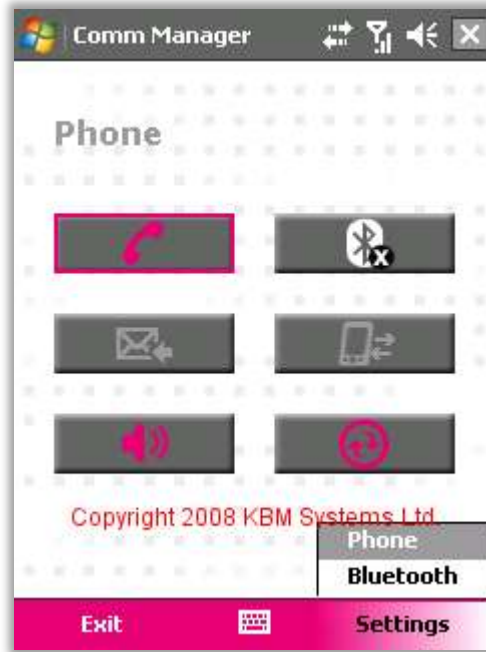 Comm Manager
Phone
Copyright 2008 KBM Systems Ltd.
Phone
Bluetooth
Exit
Settings